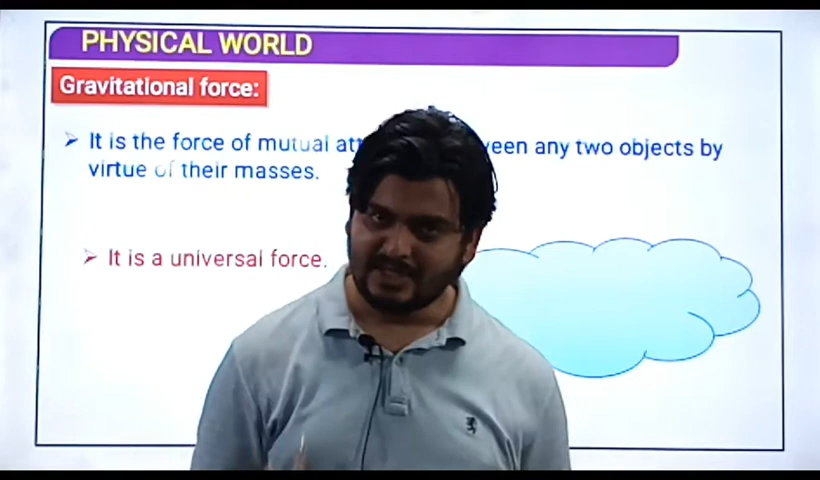 PHYSICAL WORLD
Gravitational force:
It is the force of mutual any two objects by
virtue of their masses.
It is a universal force.